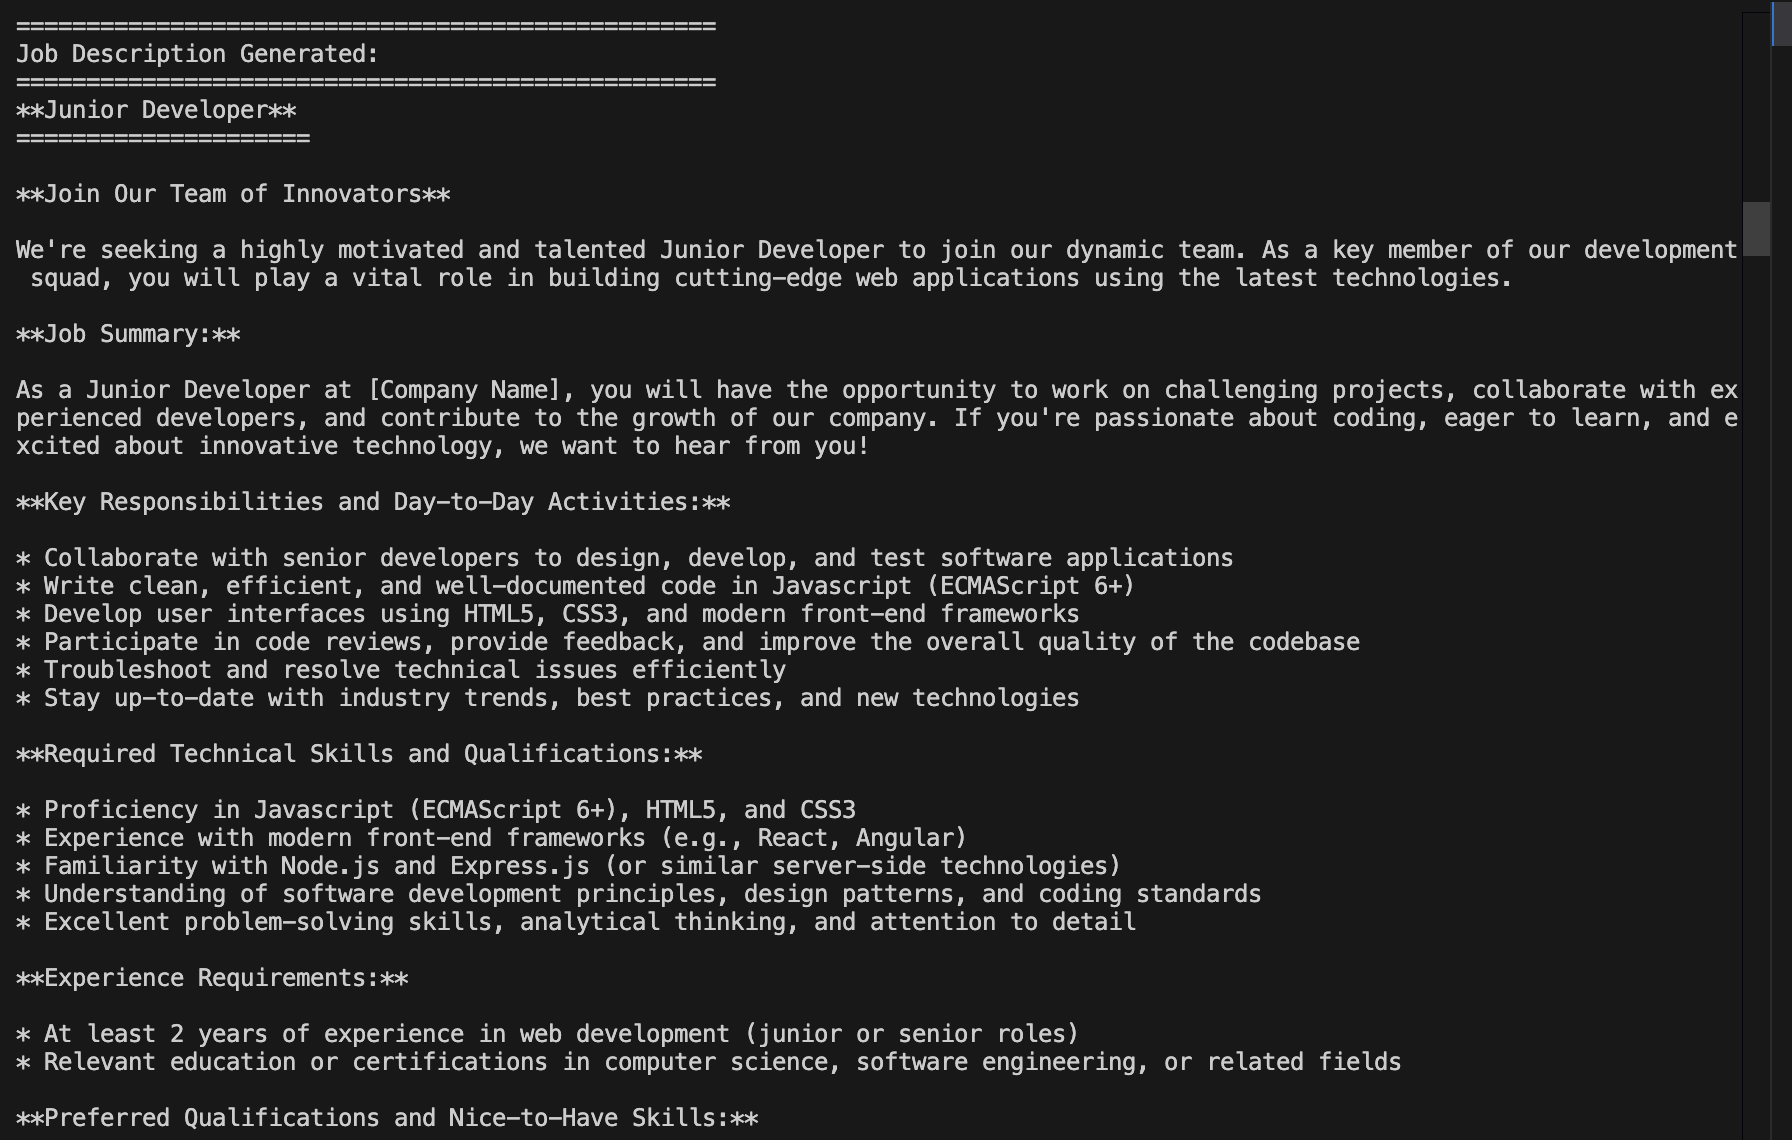 ==================================================
Job Description Generated:
==================================================
**Junior Developer**
=====================
**Join Our Team of Innovators**
We're seeking a highly motivated and talented Junior Developer to join our dynamic team. As a key member of our development
squad, you will play a vital role in building cutting-edge web applications using the latest technologies.
**Job Summary:**
As a Junior Developer at [Company Name], you will have the opportunity to work on challenging projects, collaborate with ex
perienced developers, and contribute to the growth of our company. If you're passionate about coding, eager to learn, and e
xcited about innovative technology, we want to hear from you!
**Key Responsibilities and Day-to-Day Activities:**
* Collaborate with senior developers to design, develop, and test software applications
* Write clean, efficient, and well-documented code in Javascript (ECMAScript 6+)
* Develop user interfaces using HTML5, CSS3, and modern front-end frameworks
* Participate in code reviews, provide feedback, and improve the overall quality of the codebase
* Troubleshoot and resolve technical issues efficiently
* Stay up-to-date with industry trends, best practices, and new technologies
**Required Technical Skills and Qualifications:**
* Proficiency in Javascript (ECMAScript 6+), HTML5, and CSS3
* Experience with modern front-end frameworks (e.g., React, Angular)
* Familiarity with Node.js and Express.js (or similar server-side technologies)
* Understanding of software development principles, design patterns, and coding standards
* Excellent problem-solving skills, analytical thinking, and attention to detail
**Experience Requirements:**
* At least 2 years of experience in web development (junior or senior roles)
* Relevant education or certifications in computer science, software engineering, or related fields
**Preferred Qualifications and Nice-to-Have Skills:**